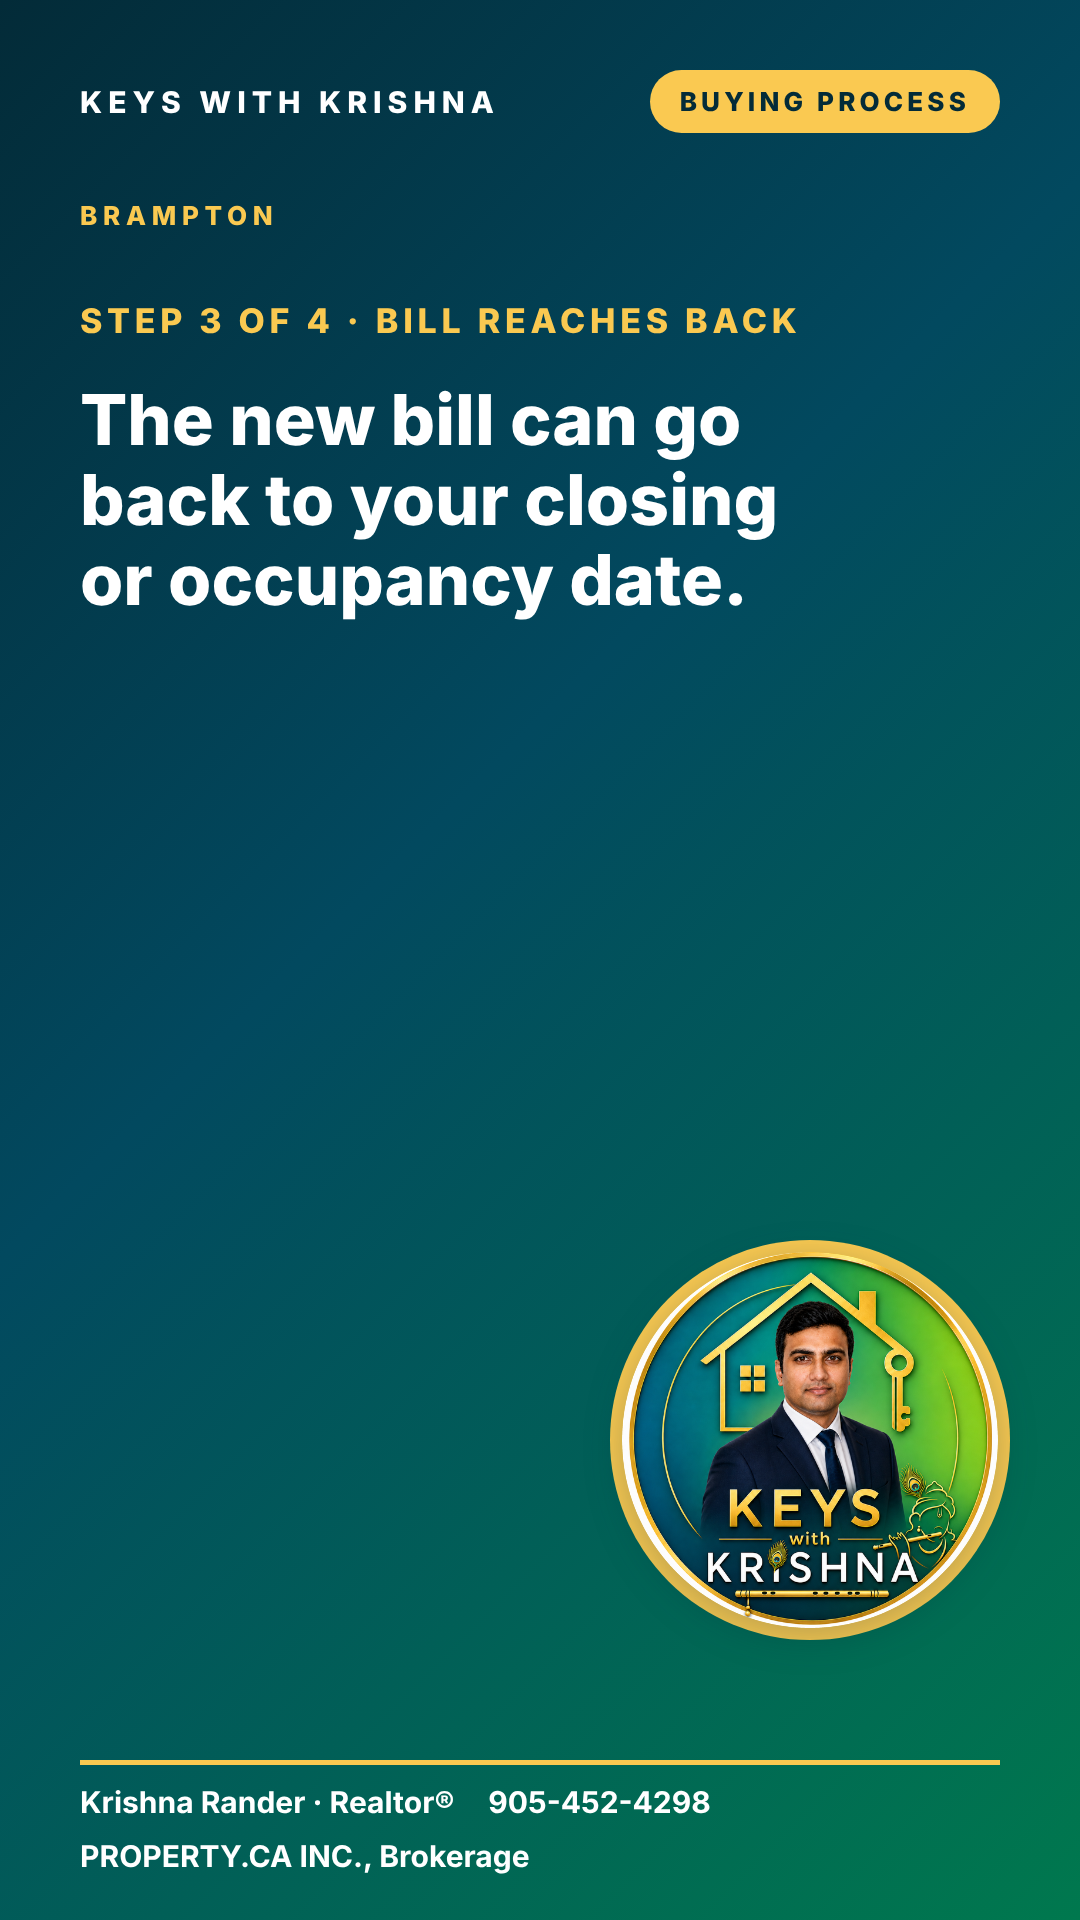 KEYS WITH KRISHNA
BUYING PROCESS
BRAMPTON
STEP 3 OF 4 · BILL REACHES BACK
The new bill can go
back to your closing
or occupancy date.
KEYS
with
KRISHNA
Krishna Rander · Realtor® 905-452-4298
PROPERTY.CA INC., Brokerage